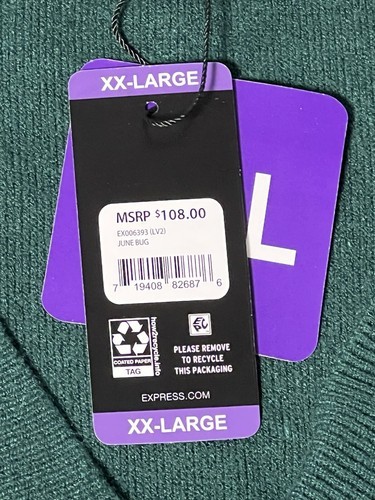 XX-LARGE
L
MSRP $108.00
EX006393 (LV2)
JUNE BUG
7 19408 82687 6
how2recycle.info
COATED PAPER
TAG
PLEASE REMOVE
TO RECYCLE
THIS PACKAGING
EXPRESS.COM
XX-LARGE